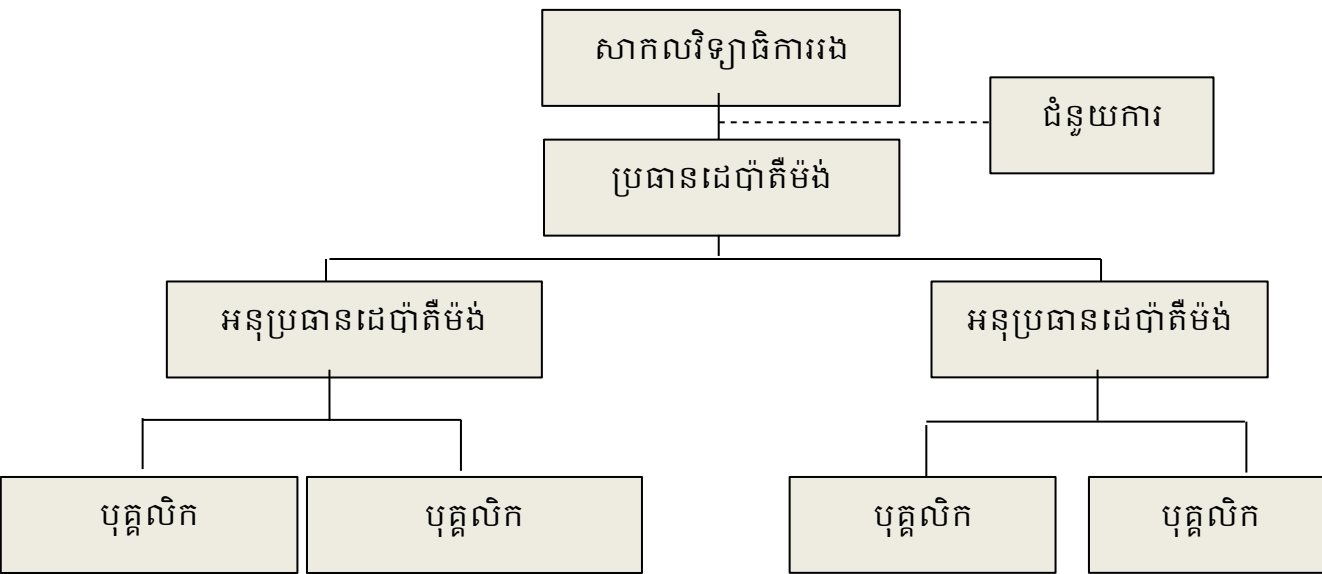 សាកលវិទ្យាធិការរង
ជំនួយការ
ប្រធានដេប៉ាតឺម៉ង់
អនុប្រធានដេប៉ាតឺម៉ង់
អនុប្រធានដេប៉ាតឺម៉ង់
បុគ្គលិក
បុគ្គលិក
បុគ្គលិក
បុគ្គលិក